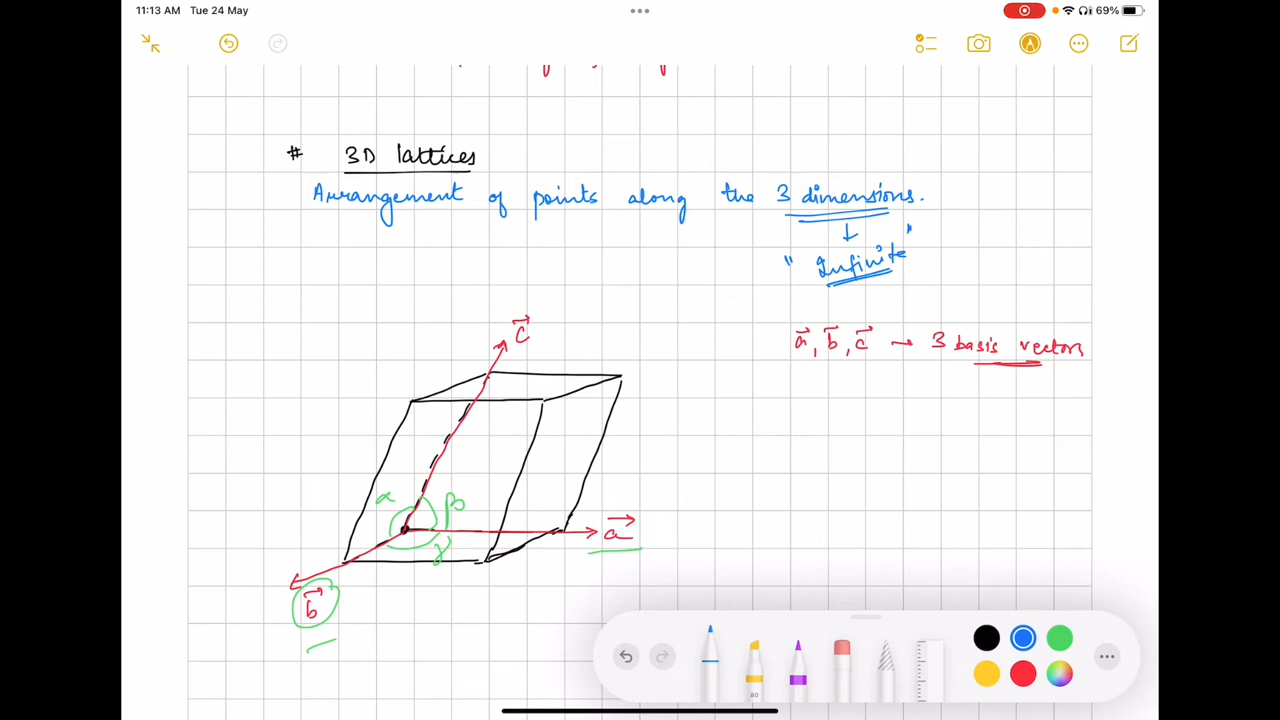 11:13 AM Tue 24 May
69%
# 3D lattices
Arrangement of points along the 3 dimensions.
↓
"Infinite"
a⃗, b⃗, c⃗ → 3 basis vectors
c⃗
α
β
γ
a⃗
b⃗
80